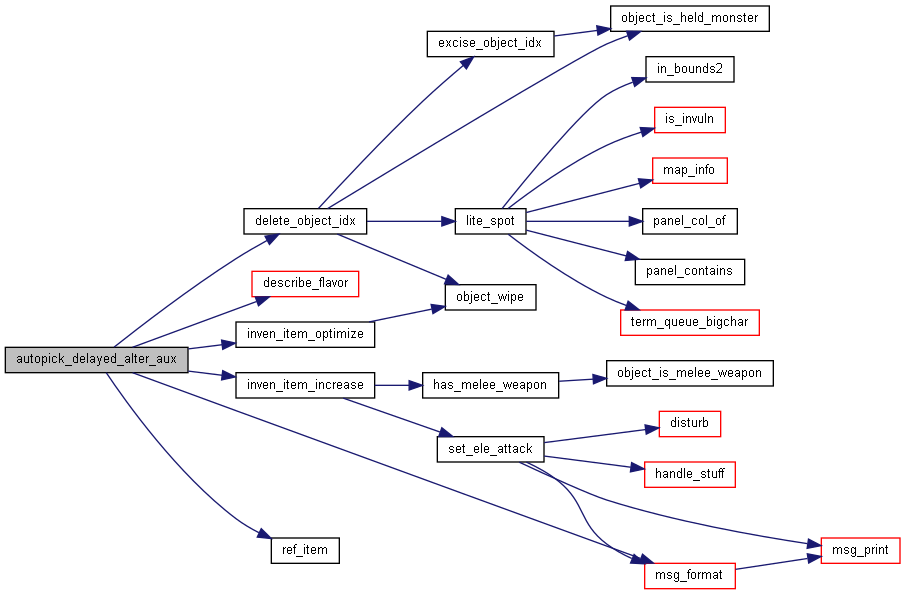 object_is_held_monster
excise_object_idx
in_bounds2
is_invuln
map_info
delete_object_idx
lite_spot
panel_col_of
panel_contains
describe_flavor
object_wipe
term_queue_bigchar
inven_item_optimize
autopick_delayed_alter_aux
object_is_melee_weapon
inven_item_increase
has_melee_weapon
disturb
set_ele_attack
handle_stuff
ref_item
msg_print
msg_format